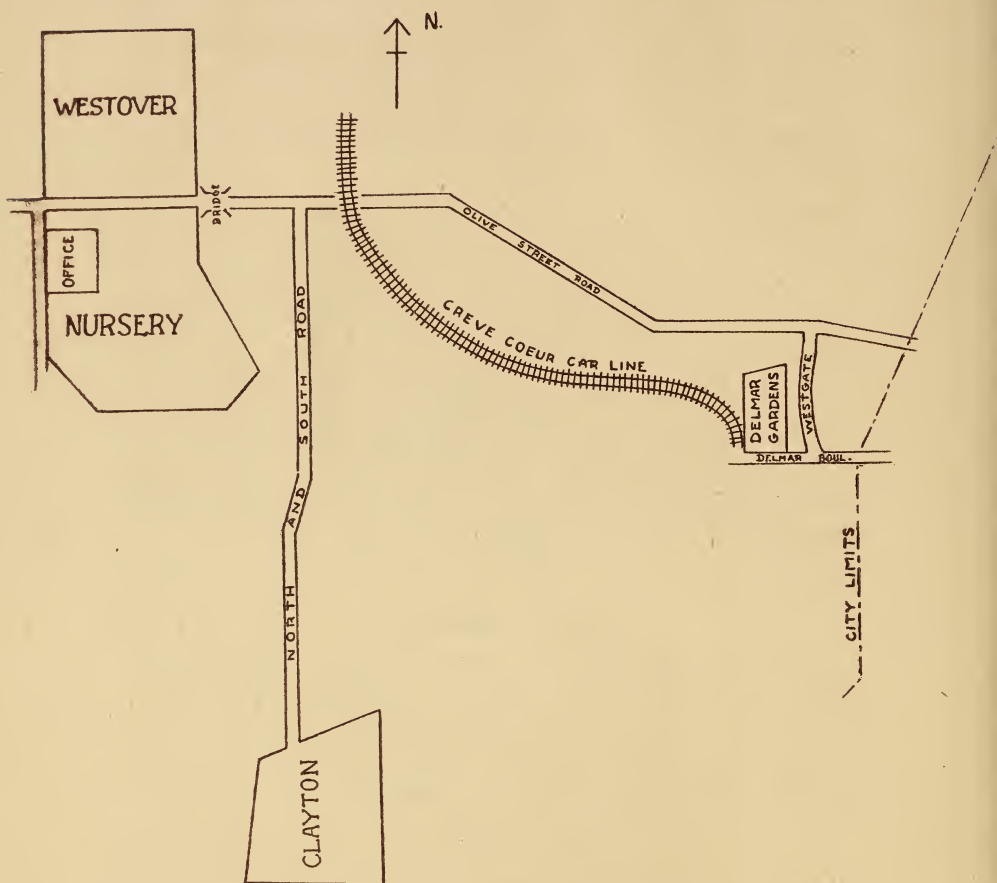 N.
WESTOVER
BRIDGE
OFFICE
NURSERY
OLIVE STREET ROAD
CREVE COEUR CAR LINE
NORTH AND SOUTH ROAD
DELMAR
GARDENS
WESTGATE
DELMAR BOUL.
CITY LIMITS
CLAYTON